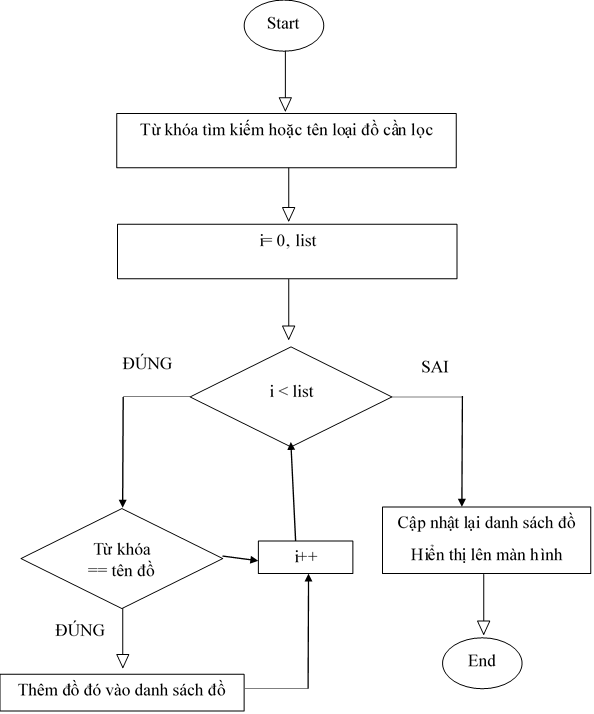 Start
Từ khóa tìm kiếm hoặc tên loại đồ cần lọc
i= 0, list
ĐÚNG
SAI
i < list
Từ khóa
== tên đồ
i++
Cập nhật lại danh sách đồ
Hiển thị lên màn hình
ĐÚNG
End
Thêm đồ đó vào danh sách đồ